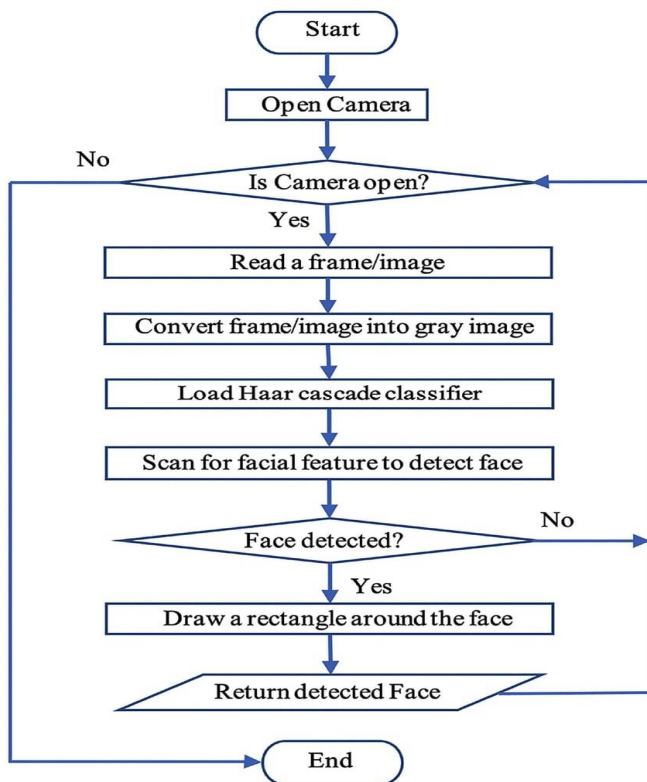 Start
Open Camera
No
Is Camera open?
Yes
Read a frame/image
Convert frame/image into gray image
Load Haar cascade classifier
Scan for facial feature to detect face
No
Face detected?
Yes
Draw a rectangle around the face
Return detected Face
End